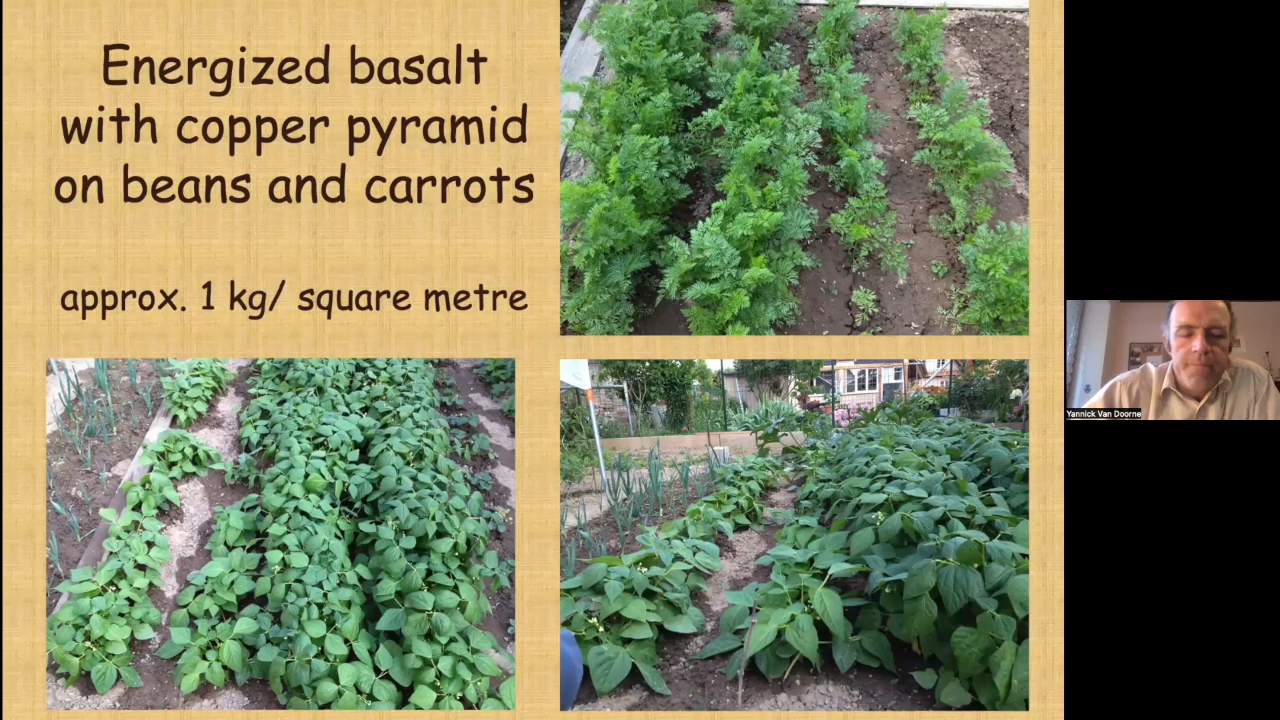 Energized basalt
with copper pyramid
on beans and carrots
approx. 1 kg/ square metre
Yannick Van Doorne